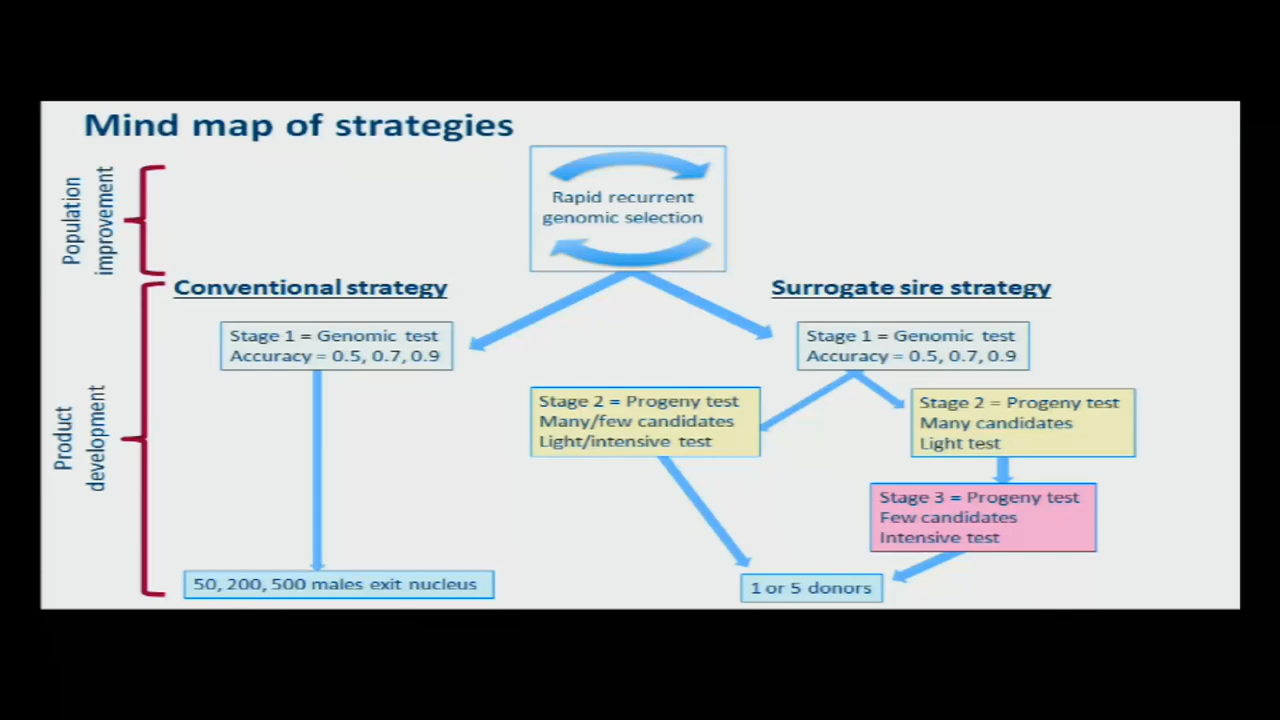 Mind map of strategies
Population
improvement
Rapid recurrent
genomic selection
Product
development
Conventional strategy
Stage 1 = Genomic test
Accuracy = 0.5, 0.7, 0.9
50, 200, 500 males exit nucleus
Surrogate sire strategy
Stage 1 = Genomic test
Accuracy = 0.5, 0.7, 0.9
Stage 2 = Progeny test
Many/few candidates
Light/intensive test
Stage 2 = Progeny test
Many candidates
Light test
Stage 3 = Progeny test
Few candidates
Intensive test
1 or 5 donors